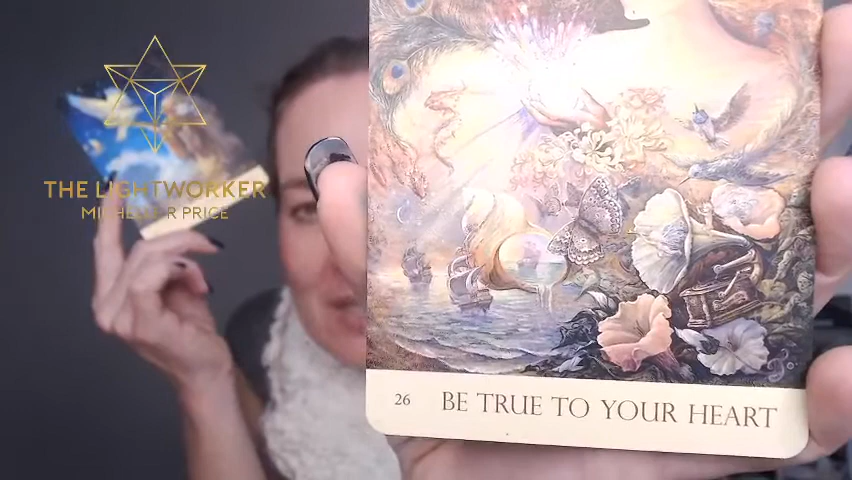 THE LIGHTWORKER
MICHELLE R PRICE
26 BE TRUE TO YOUR HEART